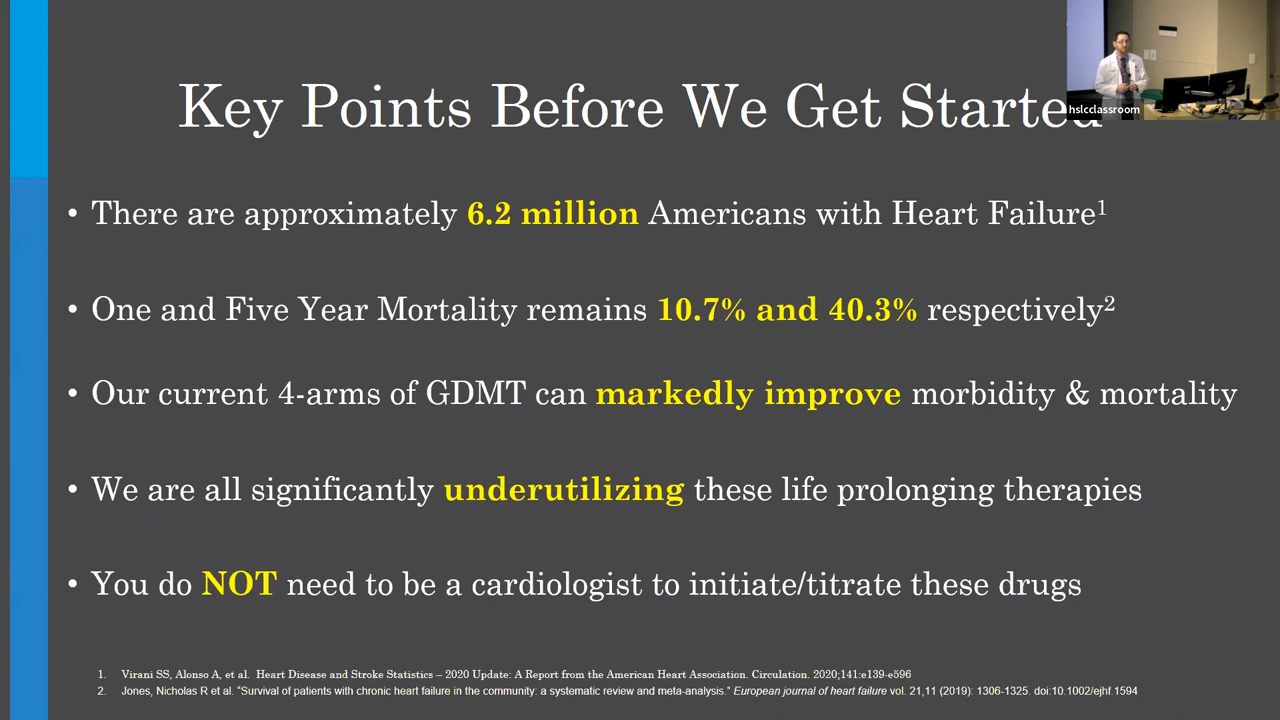 Key Points Before We Get Started
hslcclassroom
• There are approximately 6.2 million Americans with Heart Failure¹
• One and Five Year Mortality remains 10.7% and 40.3% respectively²
• Our current 4-arms of GDMT can markedly improve morbidity & mortality
• We are all significantly underutilizing these life prolonging therapies
• You do NOT need to be a cardiologist to initiate/titrate these drugs
1. Virani SS, Alonso A, et al. Heart Disease and Stroke Statistics – 2020 Update: A Report from the American Heart Association. Circulation. 2020;141:e139-e596
2. Jones, Nicholas R et al. "Survival of patients with chronic heart failure in the community: a systematic review and meta-analysis." European journal of heart failure vol. 21,11 (2019): 1306-1325. doi:10.1002/ejhf.1594